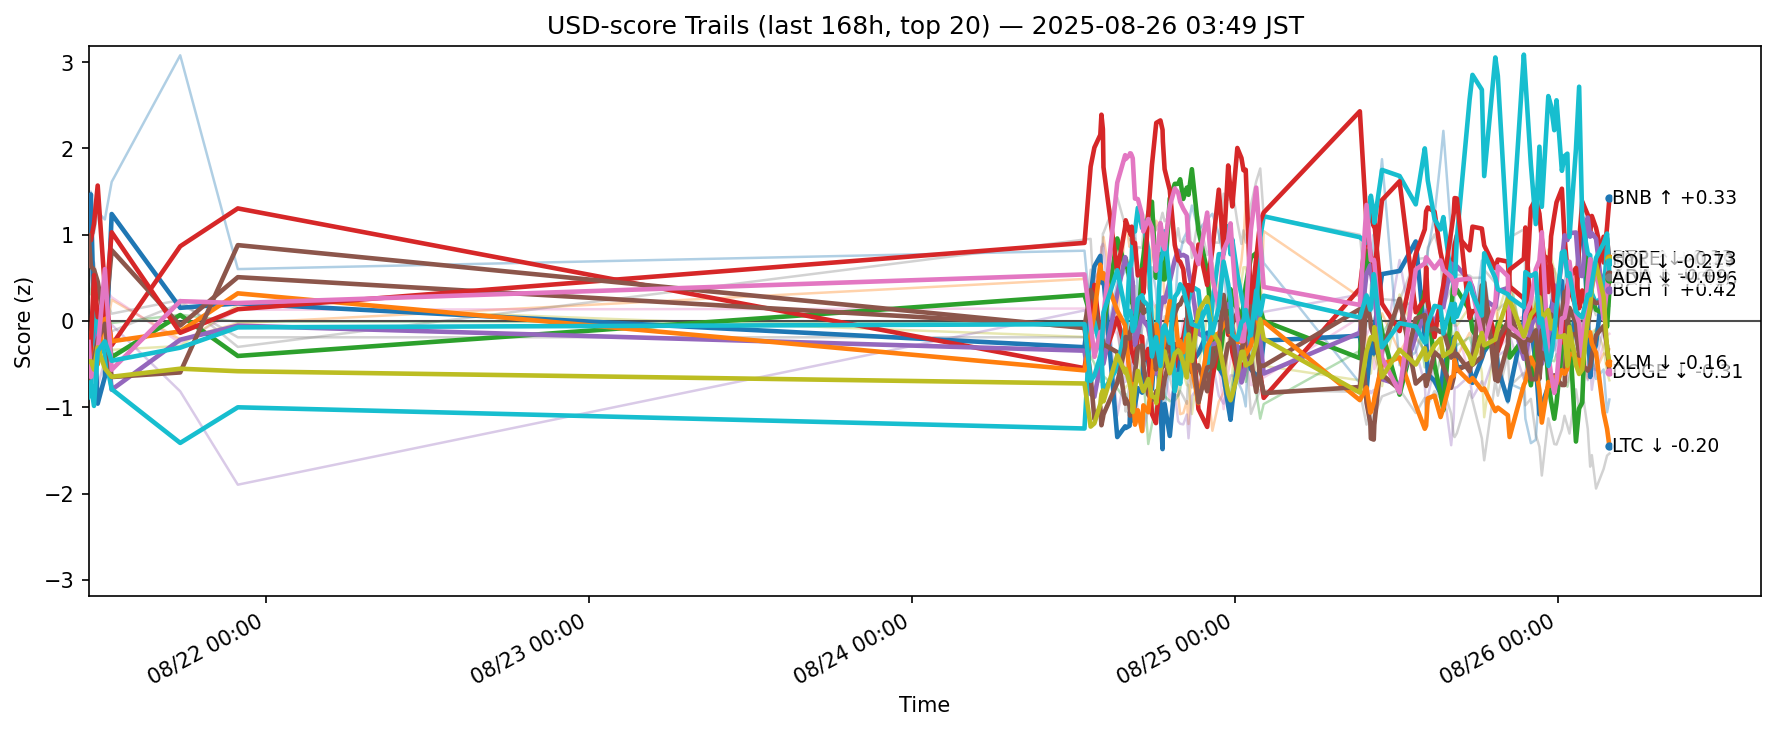 USD-score Trails (last 168h, top 20) — 2025-08-26 03:49 JST
Score (z)
3
2
1
0
−1
−2
−3
BNB ↑ +0.33
SOL ↓ -0.273
ADA ↓ -0.096
BCH ↑ +0.42
XLM ↓ -0.16
DOGE ↓ -0.31
LTC ↓ -0.20
08/22 00:00
08/23 00:00
08/24 00:00
08/25 00:00
08/26 00:00
Time